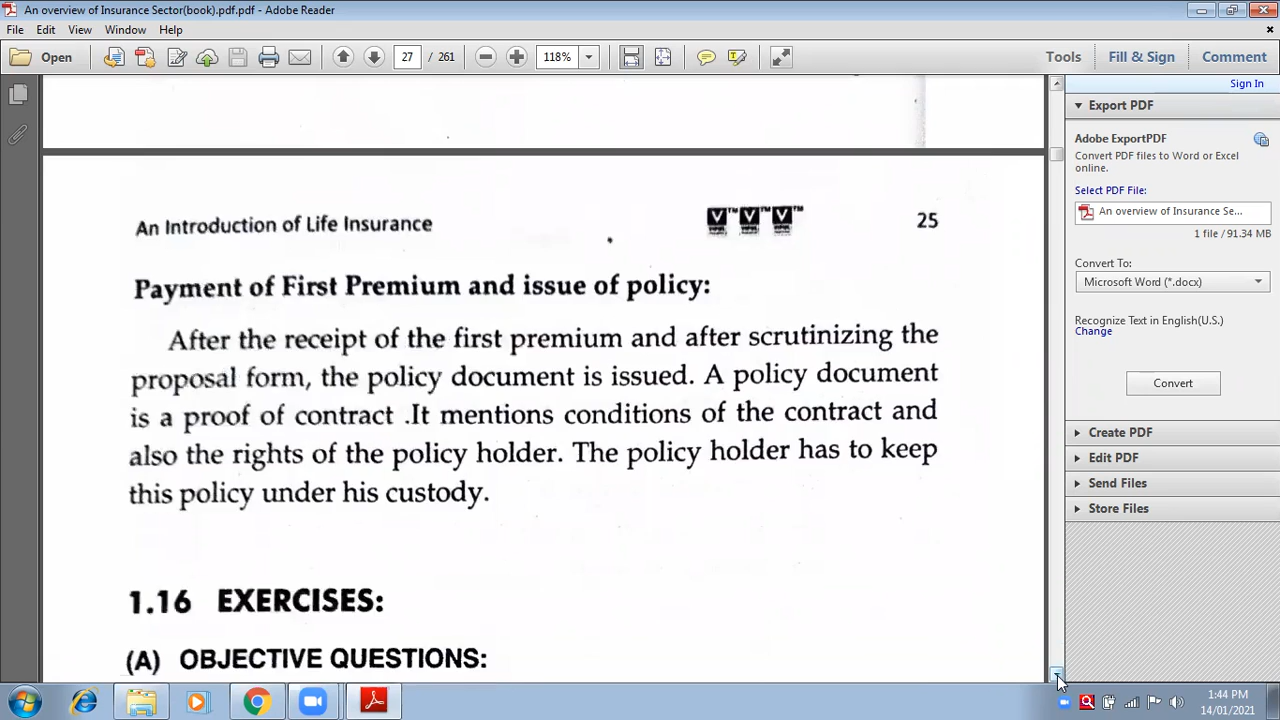 An overview of Insurance Sector(book).pdf.pdf - Adobe Reader
File Edit View Window Help
Open 27 / 261 118% Tools Fill & Sign Comment
Sign In
Export PDF
Adobe ExportPDF
Convert PDF files to Word or Excel
online.
Select PDF File:
An overview of Insurance Se...
1 file / 91.34 MB
Convert To:
Microsoft Word (*.docx)
Recognize Text in English(U.S.)
Change
Convert
Create PDF
Edit PDF
Send Files
Store Files
An Introduction of Life Insurance V™ V™ V™ 25
Payment of First Premium and issue of policy:
After the receipt of the first premium and after scrutinizing the
proposal form, the policy document is issued. A policy document
is a proof of contract .It mentions conditions of the contract and
also the rights of the policy holder. The policy holder has to keep
this policy under his custody.
1.16 EXERCISES:
(A) OBJECTIVE QUESTIONS:
1:44 PM
14/01/2021